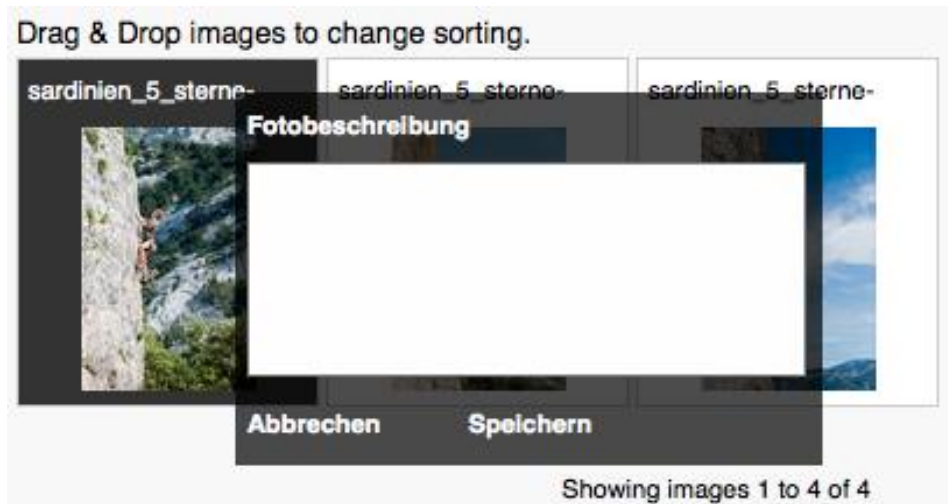 Drag & Drop images to change sorting.
sardinien_5_sterne- sardinien_5_sterne- sardinien_5_sterne-
Fotobeschreibung
Abbrechen Speichern
Showing images 1 to 4 of 4